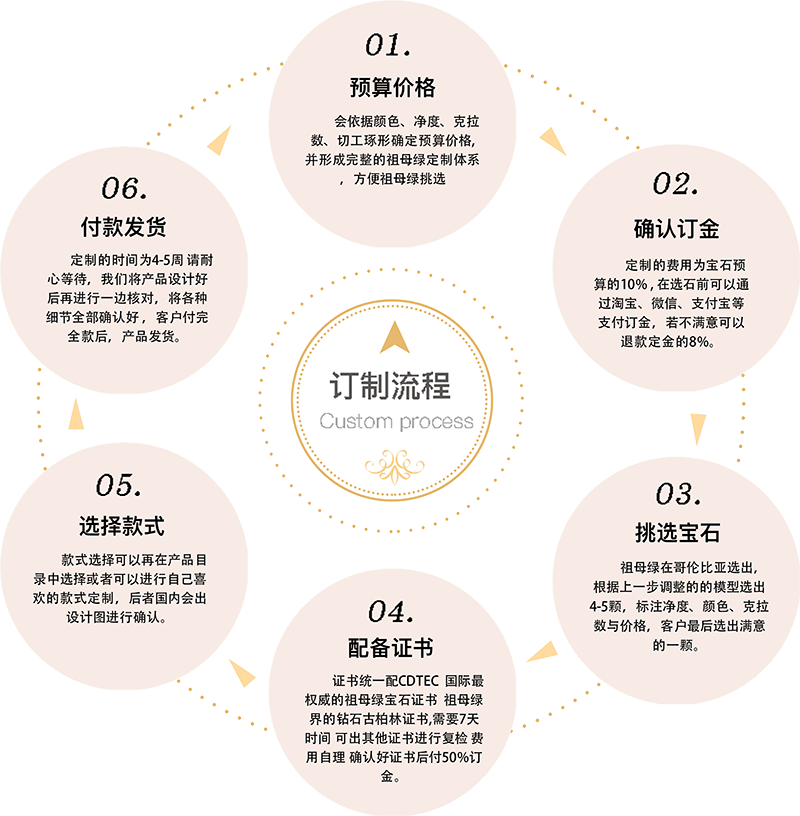 01.
预算价格
会依据颜色、净度、克拉
数、切工琢形确定预算价格,
并形成完整的祖母绿定制体系
，方便祖母绿挑选
02.
确认订金
定制的费用为宝石预
算的10%，在选石前可以通
过淘宝、微信、支付宝等
支付订金，若不满意可以
退款定金的8%。
03.
挑选宝石
祖母绿在哥伦比亚选出,
根据上一步调整的的模型选出
4-5颗，标注净度、颜色、克拉
数与价格，客户最后选出满意
的一颗。
04.
配备证书
证书统一配CDTEC 国际最
权威的祖母绿宝石证书 祖母绿
界的钻石古柏林证书,需要7天
时间 可出其他证书进行复检 费
用自理 确认好证书后付50%订
金。
05.
选择款式
款式选择可以再在产品目
录中选择或者可以进行自己喜
欢的款式定制，后者国内会出
设计图进行确认。
06.
付款发货
定制的时间为4-5周 请耐
心等待，我们将产品设计好
后再进行一边核对，将各种
细节全部确认好，客户付完
全款后，产品发货。
订制流程
Custom process